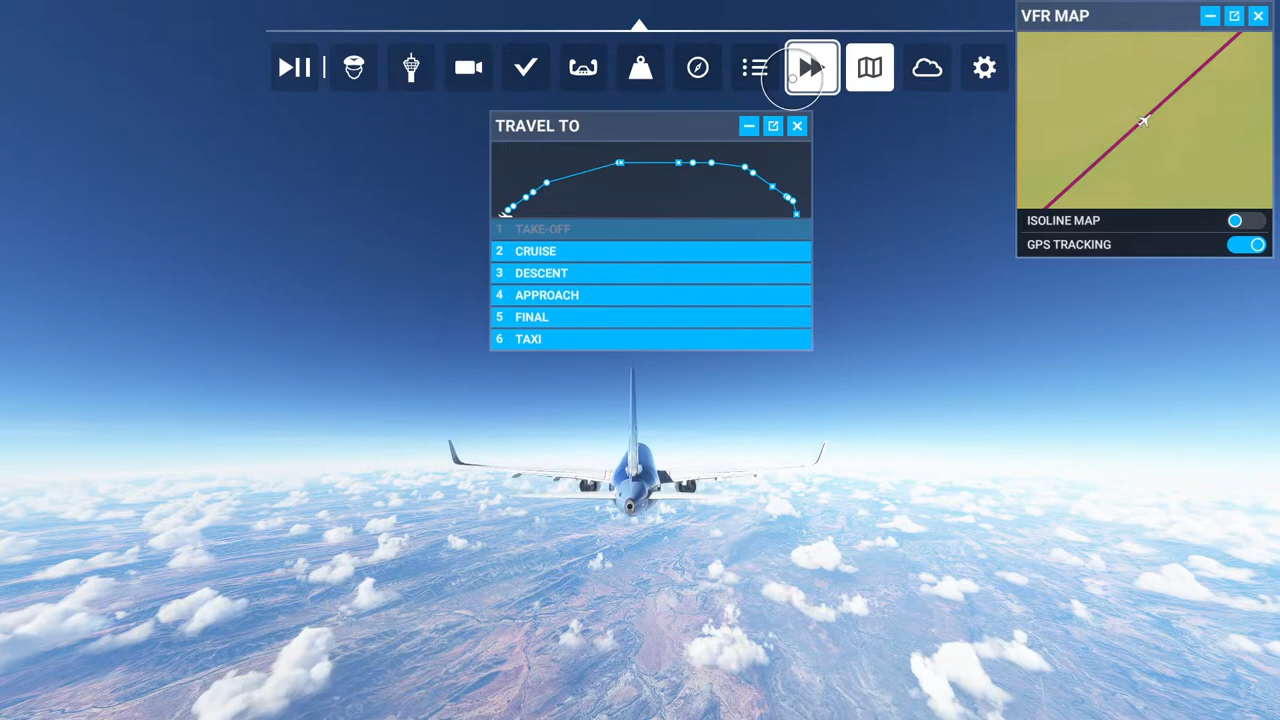 VFR MAP
TRAVEL TO
1 TAKE-OFF
2 CRUISE
3 DESCENT
4 APPROACH
5 FINAL
6 TAXI
ISOLINE MAP
GPS TRACKING